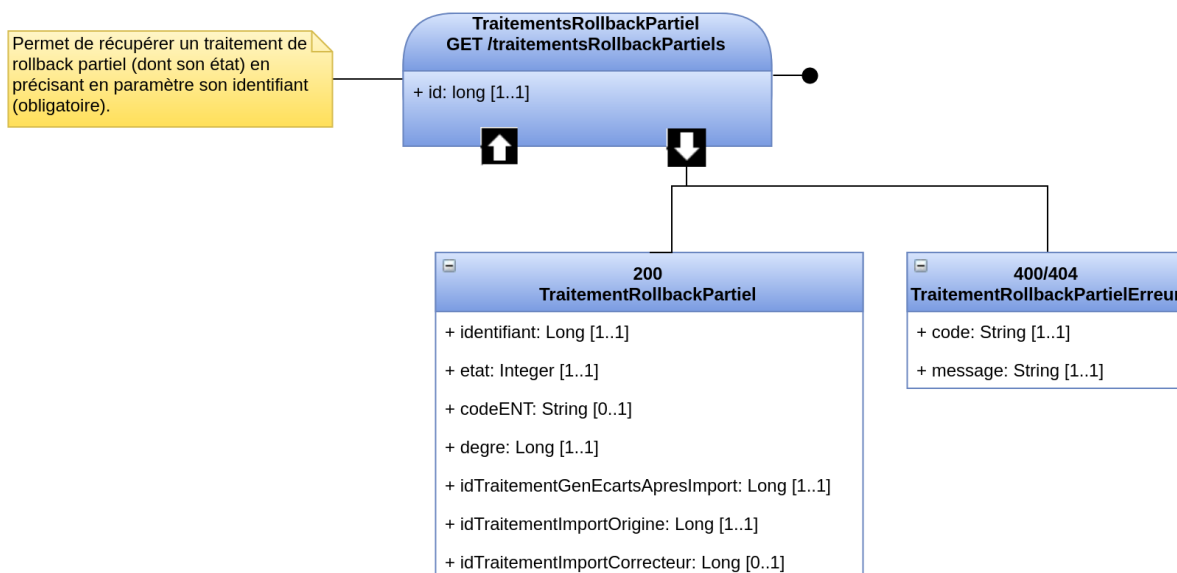 Permet de récupérer un traitement de
rollback partiel (dont son état) en
précisant en paramètre son identifiant
(obligatoire).
TraitementsRollbackPartiel
GET /traitementsRollbackPartiels
+ id: long [1..1]
200
TraitementRollbackPartiel
+ identifiant: Long [1..1]
+ etat: Integer [1..1]
+ codeENT: String [0..1]
+ degre: Long [1..1]
+ idTraitementGenEcartsApresImport: Long [1..1]
+ idTraitementImportOrigine: Long [1..1]
+ idTraitementImportCorrecteur: Long [0..1]
400/404
TraitementRollbackPartielErreur
+ code: String [1..1]
+ message: String [1..1]